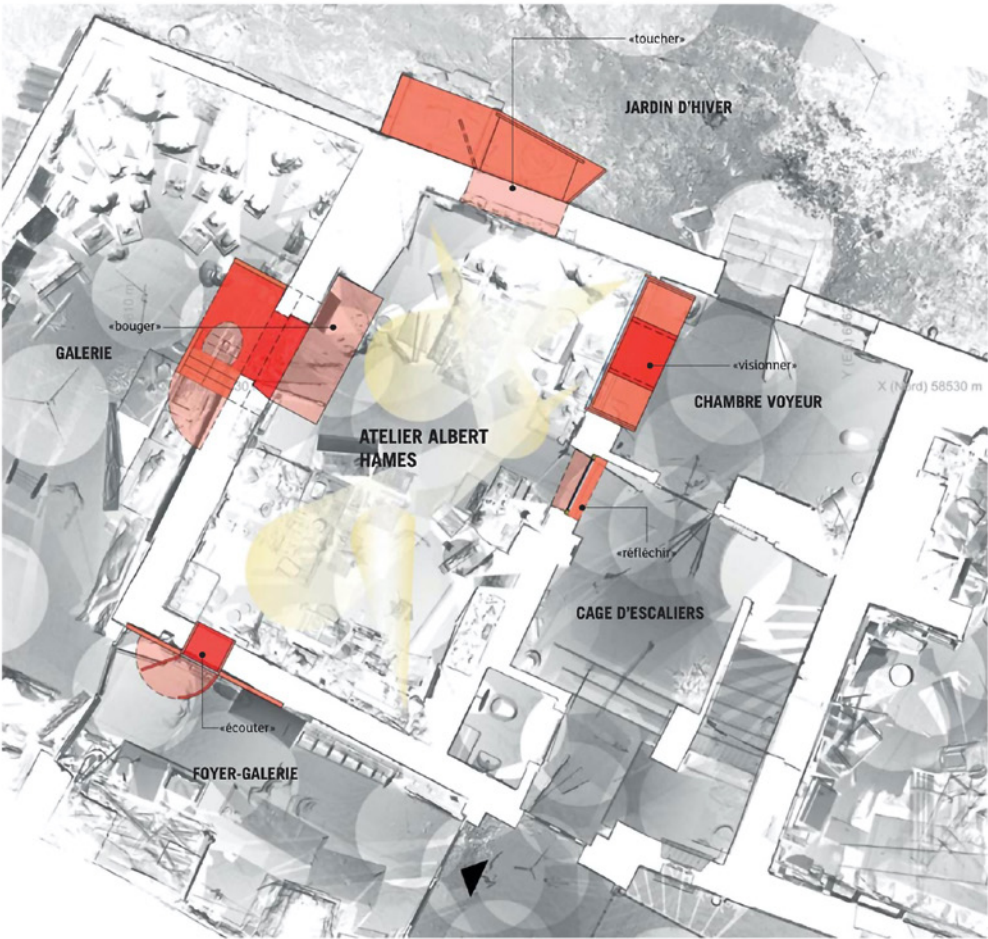 «toucher»
JARDIN D'HIVER
«bouger»
GALERIE
«visionner»
X (Nord) 58530 m
CHAMBRE VOYEUR
ATELIER ALBERT
HAMES
«réfléchir»
CAGE D'ESCALIERS
«écouter»
FOYER-GALERIE